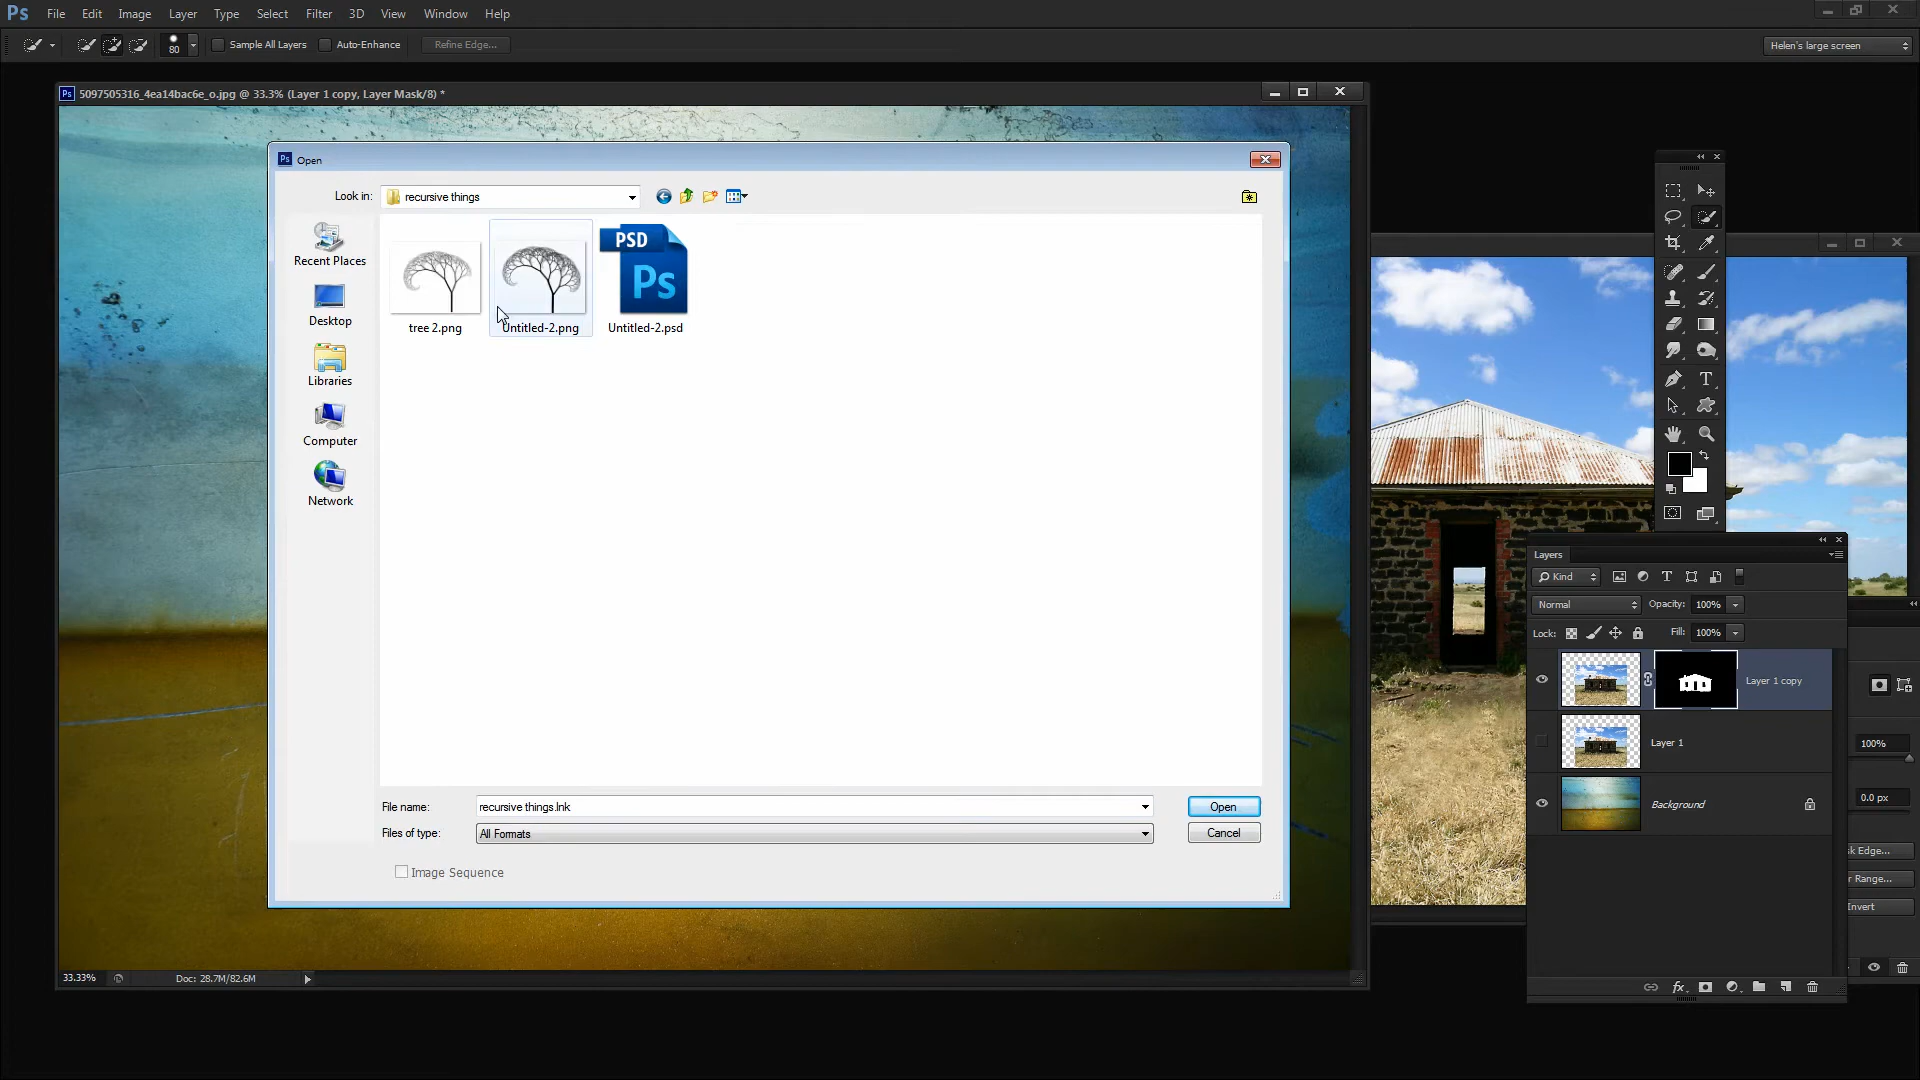 Ps File Edit Image Layer Type Select Filter 3D View Window Help
80 Sample All Layers Auto-Enhance Refine Edge... Helen's large screen
Ps 5097505316_4ea14bac6e_o.jpg @ 33.3% (Layer 1 copy, Layer Mask/8) *
Ps Open
Look in: recursive things
Recent Places
Desktop
Libraries
Computer
Network
PSD
Ps
tree 2.png Untitled-2.png Untitled-2.psd
File name: recursive things.lnk Open
Files of type: All Formats Cancel
Image Sequence
33.33% Doc: 28.7M/82.6M
T
Layers
Kind T
Normal Opacity: 100%
Lock: Fill: 100%
Layer 1 copy
Layer 1
Background
fx
100%
0.0 px
k Edge...
r Range...
Invert